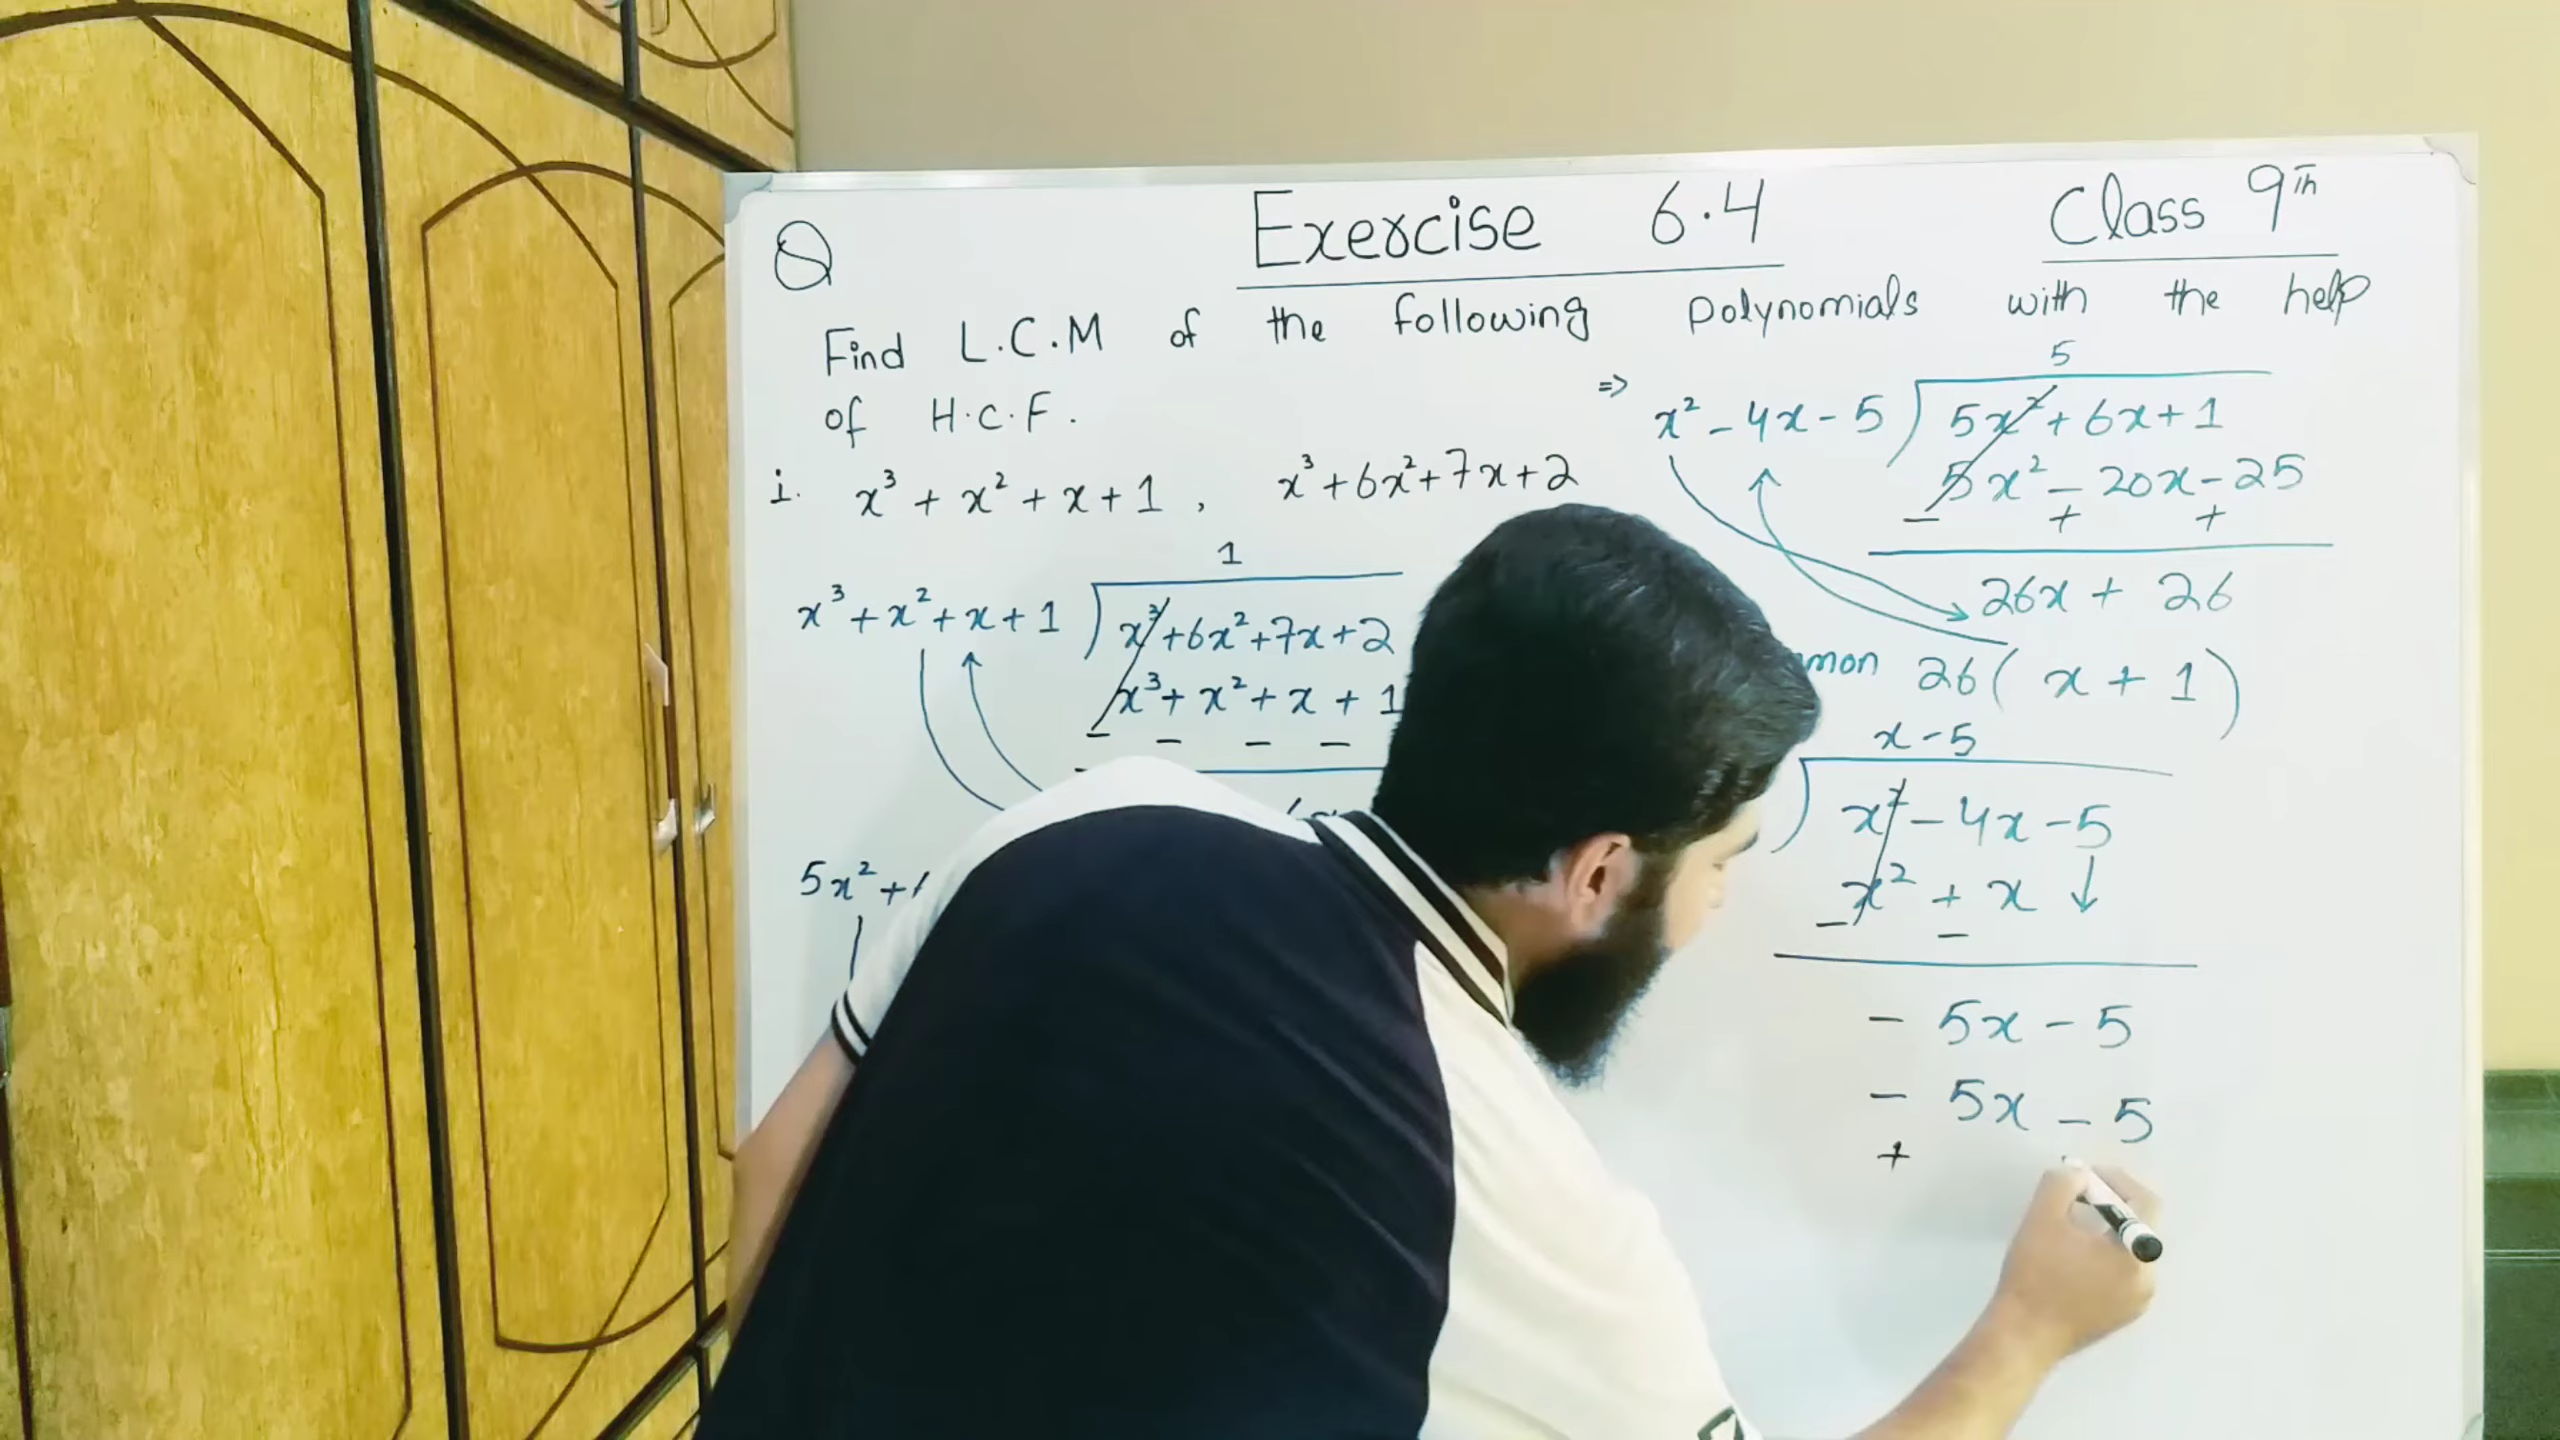 Exercise 6.4
Class 9th
Q
Find L.C.M of the following polynomials with the help
of H.C.F.
i. x³ + x² + x + 1 , x³ + 6x² + 7x + 2
1
x³ + x² + x + 1 ) x³ + 6x² + 7x + 2
x³ + x² + x + 1
− − − −
5x² +
5
=> x² − 4x − 5 ) 5x² + 6x + 1
5x² − 20x − 25
− + +
26x + 26
26 ( x + 1 )
x − 5
) x² − 4x − 5
x² + x ↓
− −
− 5x − 5
− 5x − 5
+